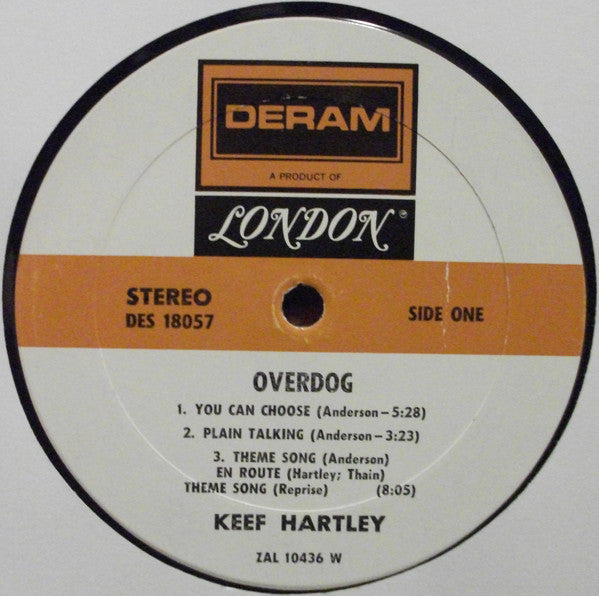 DERAM
A PRODUCT OF
LONDON®
STEREO
DES 18057
SIDE ONE
OVERDOG
1. YOU CAN CHOOSE (Anderson–5:28)
2. PLAIN TALKING (Anderson–3:23)
3. THEME SONG (Anderson)
EN ROUTE (Hartley; Thain)
THEME SONG (Reprise) (8:05)
KEEF HARTLEY
ZAL 10436 W